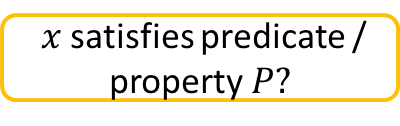 x satisfies predicate /
property P?